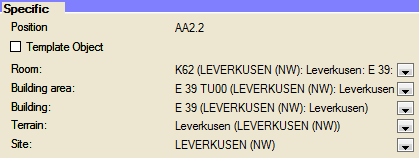 Specific
Position AA2.2
Template Object
Room: K62 (LEVERKUSEN (NW): Leverkusen: E 39:
Building area: E 39 TU00 (LEVERKUSEN (NW): Leverkusen
Building: E 39 (LEVERKUSEN (NW): Leverkusen)
Terrain: Leverkusen (LEVERKUSEN (NW))
Site: LEVERKUSEN (NW)